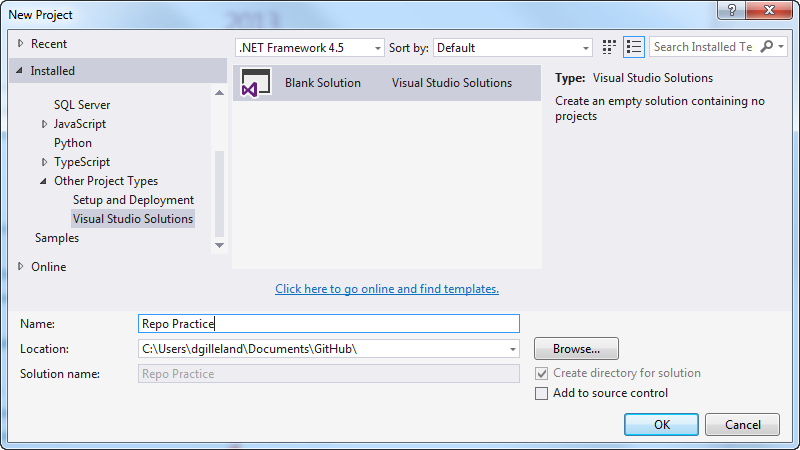 2013
New Project
Recent
.NET Framework 4.5
Sort by:
Default
Search Installed Te
Installed
SQL Server
JavaScript
Python
TypeScript
Other Project Types
Setup and Deployment
Visual Studio Solutions
Samples
Online
Blank Solution
Visual Studio Solutions
Type: Visual Studio Solutions
Create an empty solution containing no
projects
Click here to go online and find templates.
Name:
Repo Practice
Location:
C:\Users\dgilleland\Documents\GitHub\
Browse...
Solution name:
Repo Practice
Create directory for solution
Add to source control
OK
Cancel